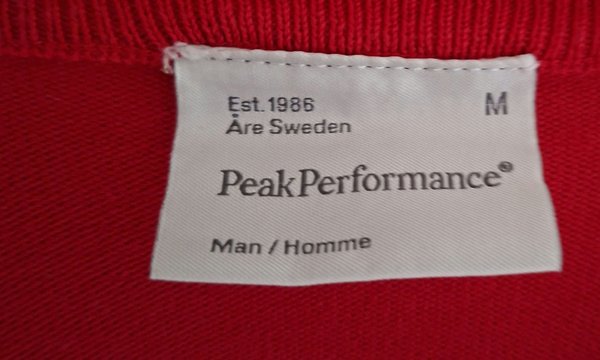 Est. 1986 M
Åre Sweden
PeakPerformance®
Man / Homme